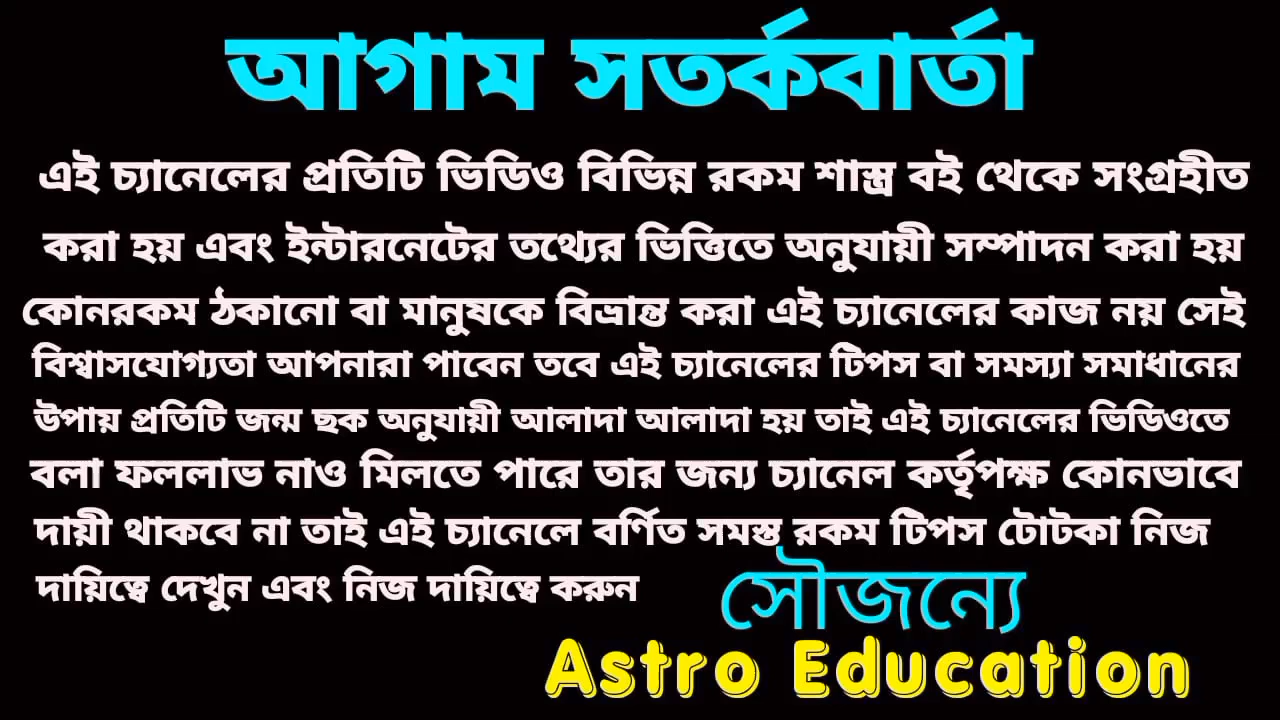 আগাম সতর্কবার্তা
এই চ্যানেলের প্রতিটি ভিডিও বিভিন্ন রকম শাস্ত্র বই থেকে সংগ্রহীত
করা হয় এবং ইন্টারনেটের তথ্যের ভিত্তিতে অনুযায়ী সম্পাদন করা হয়
কোনরকম ঠকানো বা মানুষকে বিভ্রান্ত করা এই চ্যানেলের কাজ নয় সেই
বিশ্বাসযোগ্যতা আপনারা পাবেন তবে এই চ্যানেলের টিপস বা সমস্যা সমাধানের
উপায় প্রতিটি জন্ম ছক অনুযায়ী আলাদা আলাদা হয় তাই এই চ্যানেলের ভিডিওতে
বলা ফললাভ নাও মিলতে পারে তার জন্য চ্যানেল কর্তৃপক্ষ কোনভাবে
দায়ী থাকবে না তাই এই চ্যানেলে বর্ণিত সমস্ত রকম টিপস টোটকা নিজ
দায়িত্বে দেখুন এবং নিজ দায়িত্বে করুন
সৌজন্যে
Astro Education